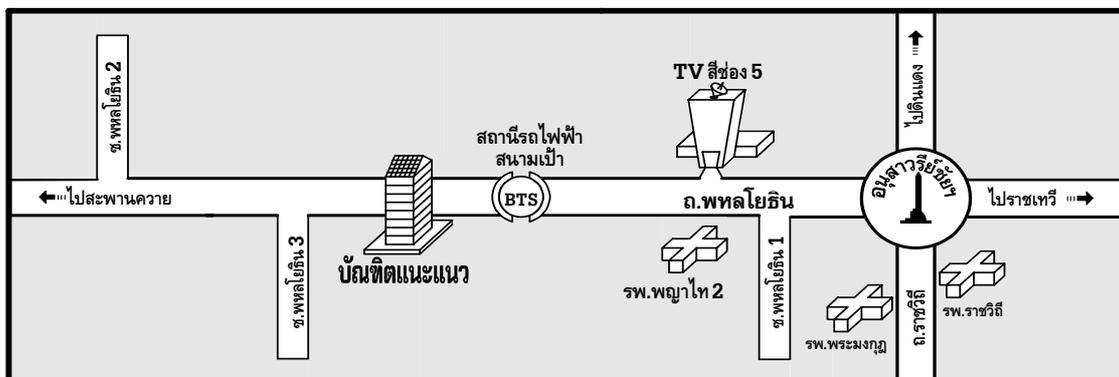 ซ.พหลโยธิน 2
TV สีช่อง 5
ไปดินแดง
สถานีรถไฟฟ้า
สนามเป้า
BTS
อนุสาวรีย์ชัยฯ
ไปสะพานควาย
ถ.พหลโยธิน
ไปราชเทวี
ซ.พหลโยธิน 3
บัณฑิตแนะแนว
รพ.พญาไท 2
ซ.พหลโยธิน 1
รพ.พระมงกุฎ
ถ.ราชวิถี
รพ.ราชวิถี